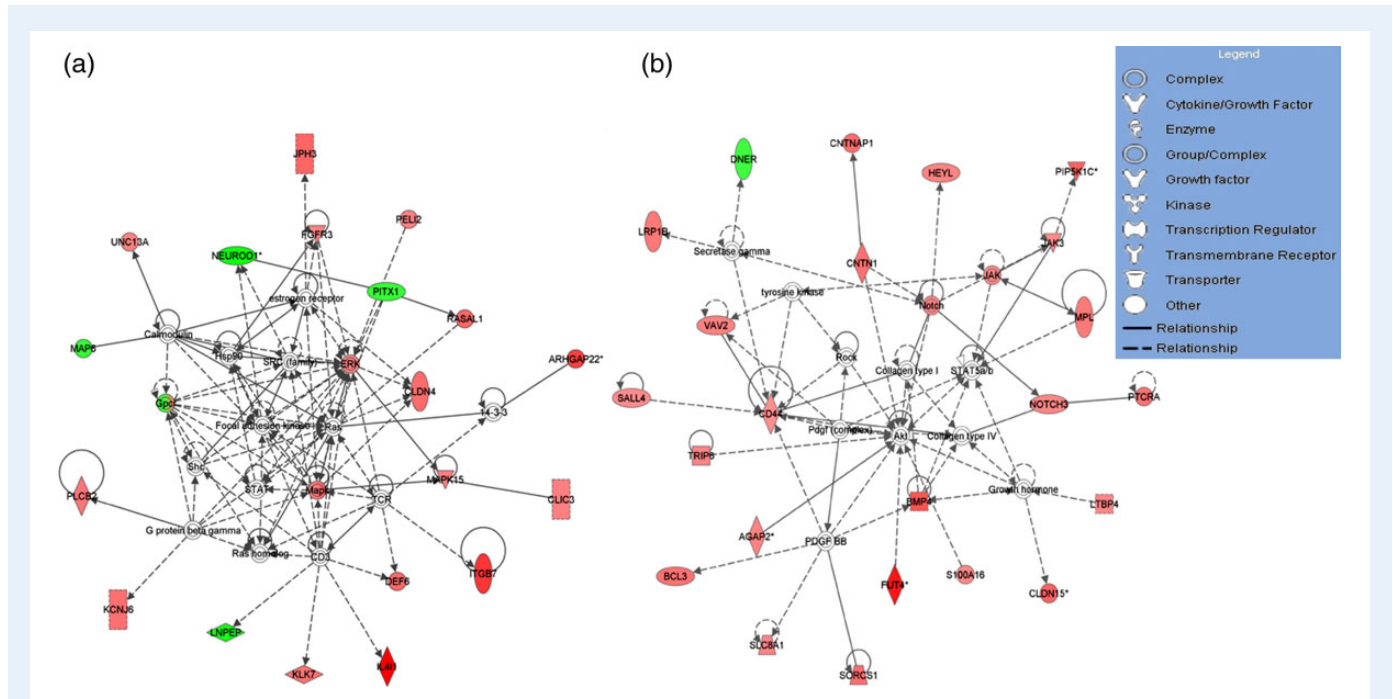 (a)
(b)
Legend
Complex
Cytokine/Growth Factor
Enzyme
Group/Complex
Growth factor
Kinase
Transcription Regulator
Transmembrane Receptor
Transporter
Other
Relationship
Relationship
JPH3
PELI2
UNC13A
FGFR3
NEUROD1*
PITX1
estrogen receptor
RASAL1
Calmodulin
MAP6
Hsp90
SRC (family)
ERK
ARHGAP22*
CLDN4
14-3-3
Focal adhesion kinase
Ras
Shc
STAT
Mapk
MAPK15
CLIC3
PLCB2
TCR
G protein beta gamma
Ras homolog
CD3
DEF6
ITGB7
KCNJ6
LNPEP
KLK7
IL4I1
CNTNAP1
DNER
HEYL
PIP5K1C*
LRP1B
Secretase gamma
CNTN1
JAK3
JAK
tyrosine kinase
Notch
MPL
VAV2
Rock
Collagen type I
STAT5a/b
SALL4
CD44
NOTCH3
PTCRA
Pdgf (complex)
Akt
Collagen type IV
TRIP6
Growth hormone
BMP4
LTBP4
AGAP2*
PDGF BB
BCL3
FUT4*
S100A16
CLDN15*
SLC8A1
SORCS1